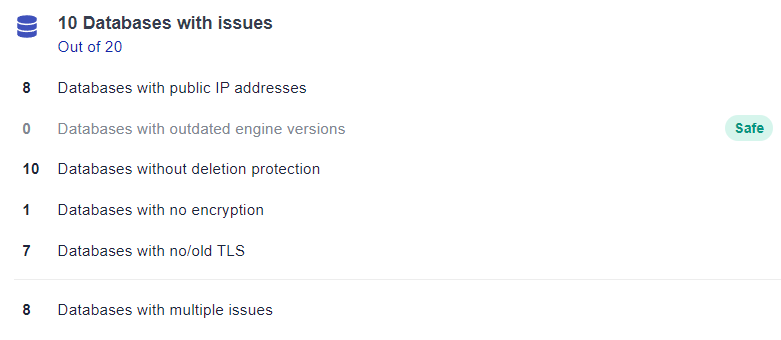 10 Databases with issues
Out of 20
8 Databases with public IP addresses
0 Databases with outdated engine versions Safe
10 Databases without deletion protection
1 Databases with no encryption
7 Databases with no/old TLS
8 Databases with multiple issues